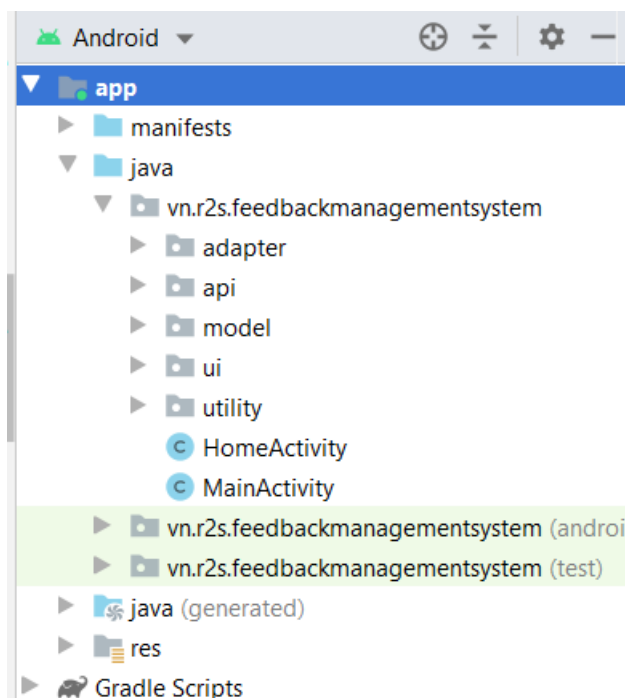 Android
app
manifests
java
vn.r2s.feedbackmanagementsystem
adapter
api
model
ui
utility
C HomeActivity
C MainActivity
vn.r2s.feedbackmanagementsystem (androi
vn.r2s.feedbackmanagementsystem (test)
java (generated)
res
Gradle Scripts